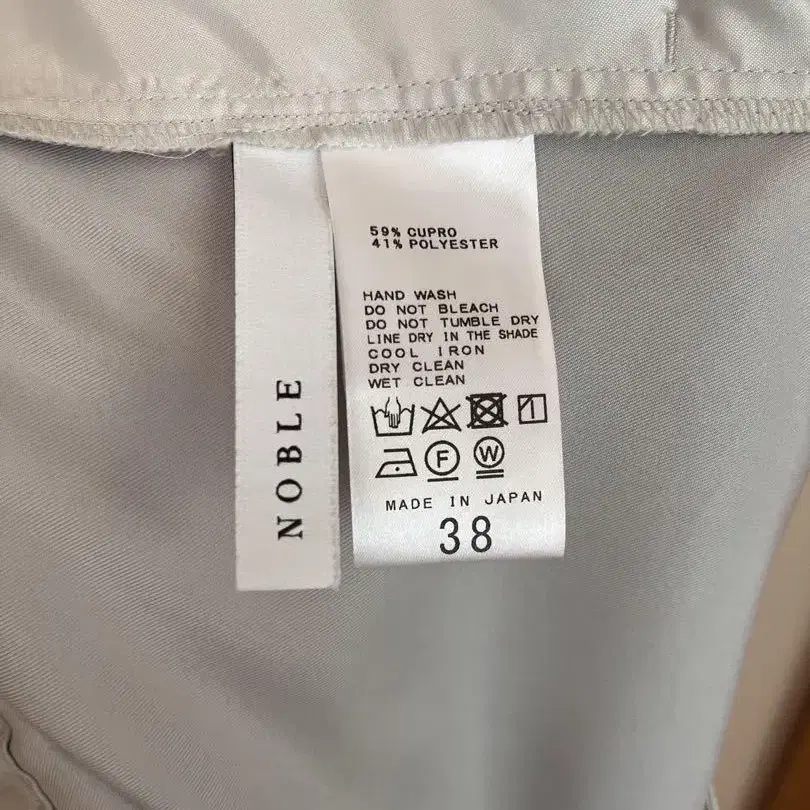 NOBLE
59% CUPRO
41% POLYESTER
HAND WASH
DO NOT BLEACH
DO NOT TUMBLE DRY
LINE DRY IN THE SHADE
COOL IRON
DRY CLEAN
WET CLEAN
F W
MADE IN JAPAN
38